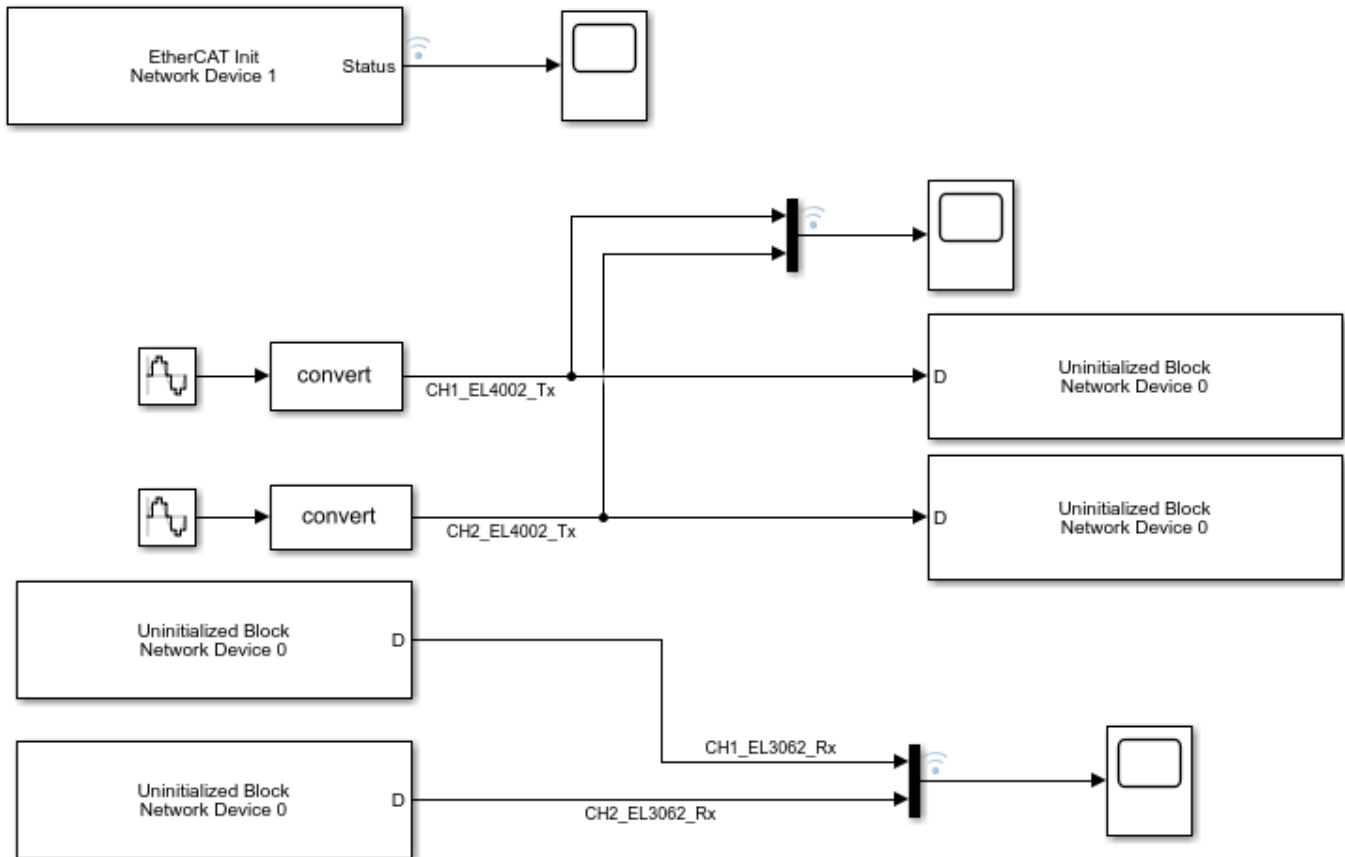 EtherCAT Init
Network Device 1
Status
convert
CH1_EL4002_Tx
D
Uninitialized Block
Network Device 0
convert
CH2_EL4002_Tx
D
Uninitialized Block
Network Device 0
Uninitialized Block
Network Device 0
D
CH1_EL3062_Rx
Uninitialized Block
Network Device 0
D
CH2_EL3062_Rx